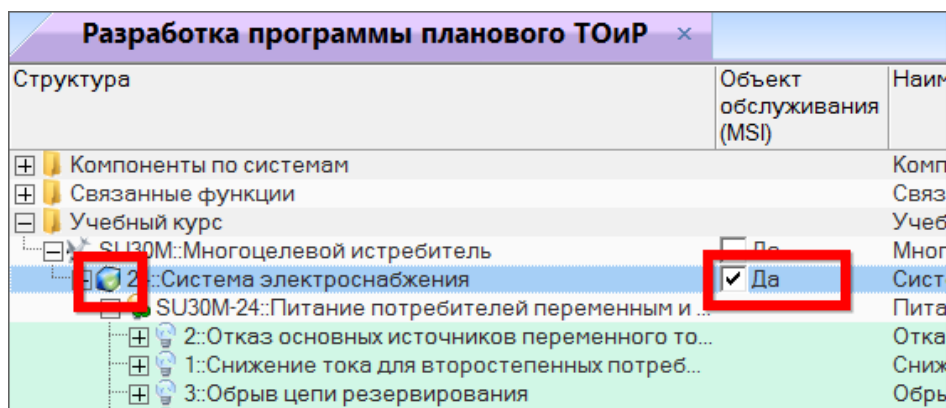 Разработка программы планового ТОиР ×
Структура
Объект обслуживания (MSI)
Компоненты по системам
Связанные функции
Учебный курс
SU30M::Многоцелевой истребитель Да
::Система электроснабжения Да
SU30M-24::Питание потребителей переменным и ...
2::Отказ основных источников переменного то...
1::Снижение тока для второстепенных потреб...
3::Обрыв цепи резервирования